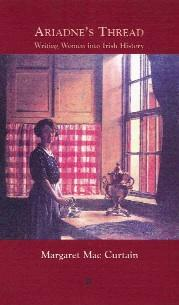 ARIADNE'S THREAD
Writing Women into Irish History
Margaret Mac Curtain